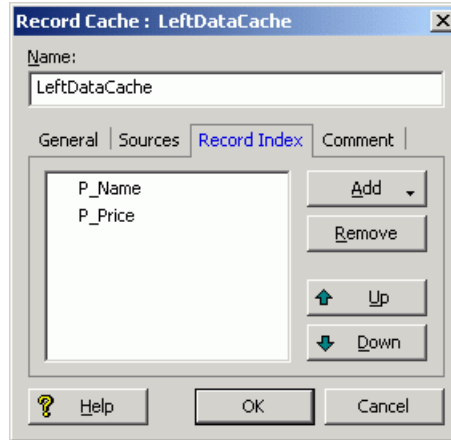 Record Cache : LeftDataCache
Name:
LeftDataCache
General Sources Record Index Comment
P_Name
P_Price
Add
Remove
Up
Down
Help OK Cancel